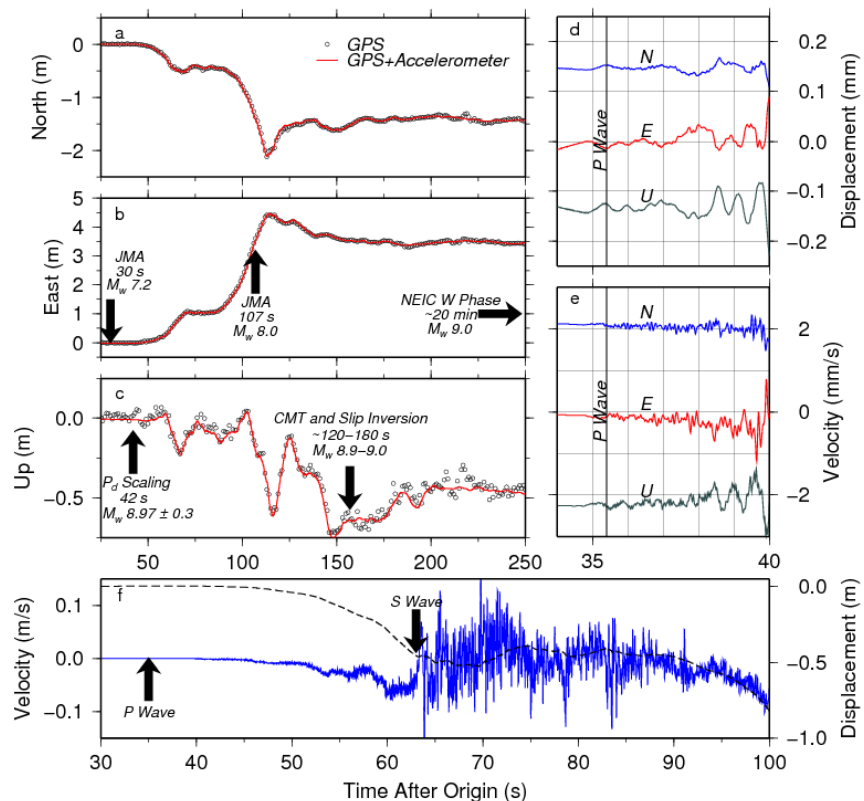 a
GPS
GPS+Accelerometer
North (m)
0
−1
−2
b
East (m)
5
4
3
2
1
0
JMA
30 s
Mw 7.2
JMA
107 s
Mw 8.0
NEIC W Phase
~20 min
Mw 9.0
c
Up (m)
0.0
−0.5
Pd Scaling
42 s
Mw 8.97 ± 0.3
CMT and Slip Inversion
~120−180 s
Mw 8.9−9.0
50
100
150
200
250
d
N
E
U
P Wave
0.2
0.1
0.0
−0.1
−0.2
Displacement (mm)
e
N
E
U
P Wave
2
0
−2
Velocity (mm/s)
35
40
f
Velocity (m/s)
0.1
0.0
−0.1
P Wave
S Wave
0.0
−0.5
−1.0
Displacement (m)
30
40
50
60
70
80
90
100
Time After Origin (s)